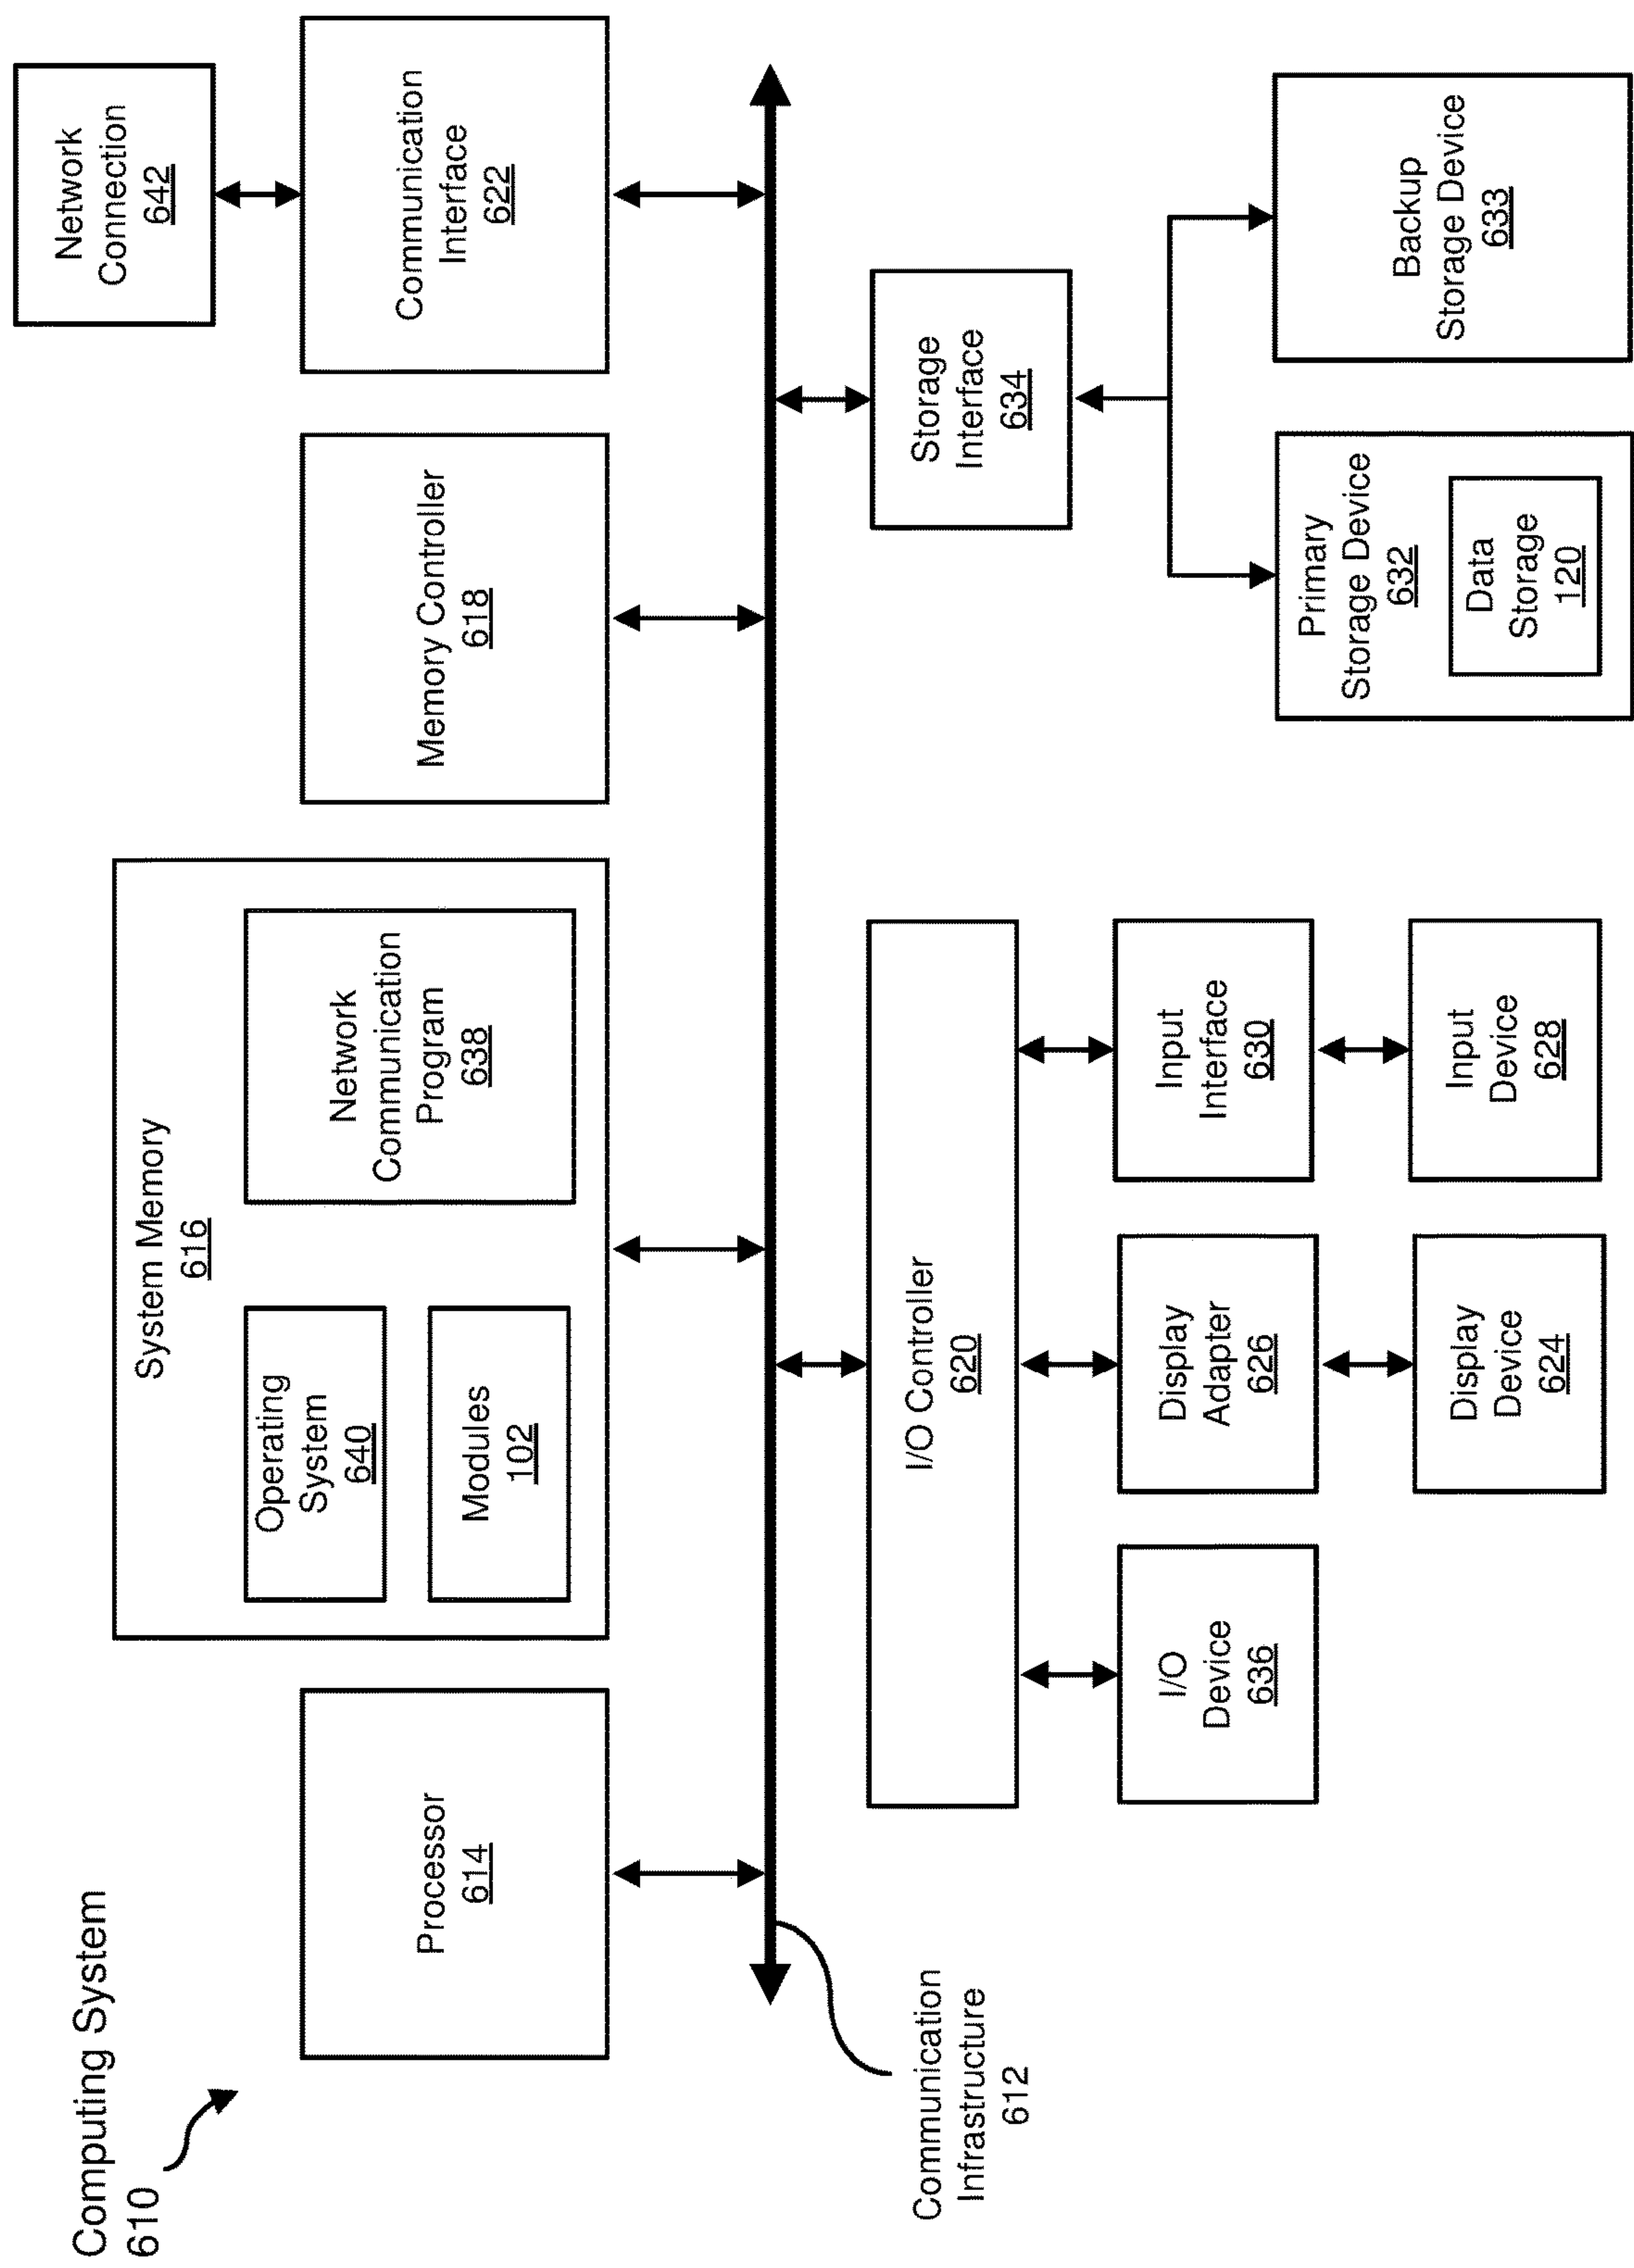 Computing System
610
Processor
614
System Memory
616
Operating
System
640
Modules
102
Network
Communication
Program
638
Memory Controller
618
Communication
Interface
622
Network
Connection
642
Communication
Infrastructure
612
I/O Controller
620
I/O
Device
636
Display
Adapter
626
Display
Device
624
Input
Interface
630
Input
Device
628
Storage
Interface
634
Primary
Storage Device
632
Data
Storage
120
Backup
Storage Device
633